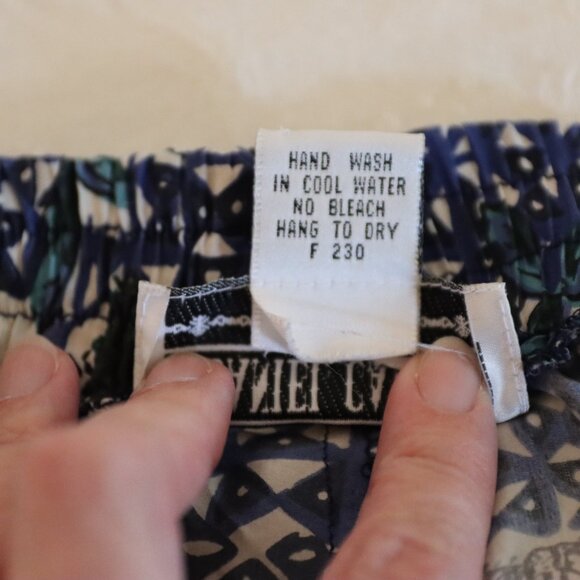 HAND WASH
IN COOL WATER
NO BLEACH
HANG TO DRY
F 230